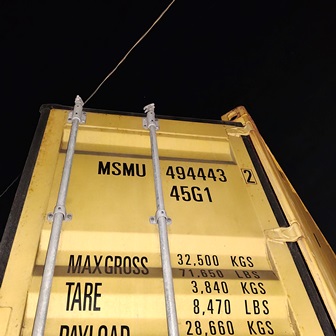 MSMU 494443 2
45G1
MAX GROSS 32,500 KGS
71,650 LBS
TARE 3,840 KGS
8,470 LBS
PAYLOAD 28,660 KGS